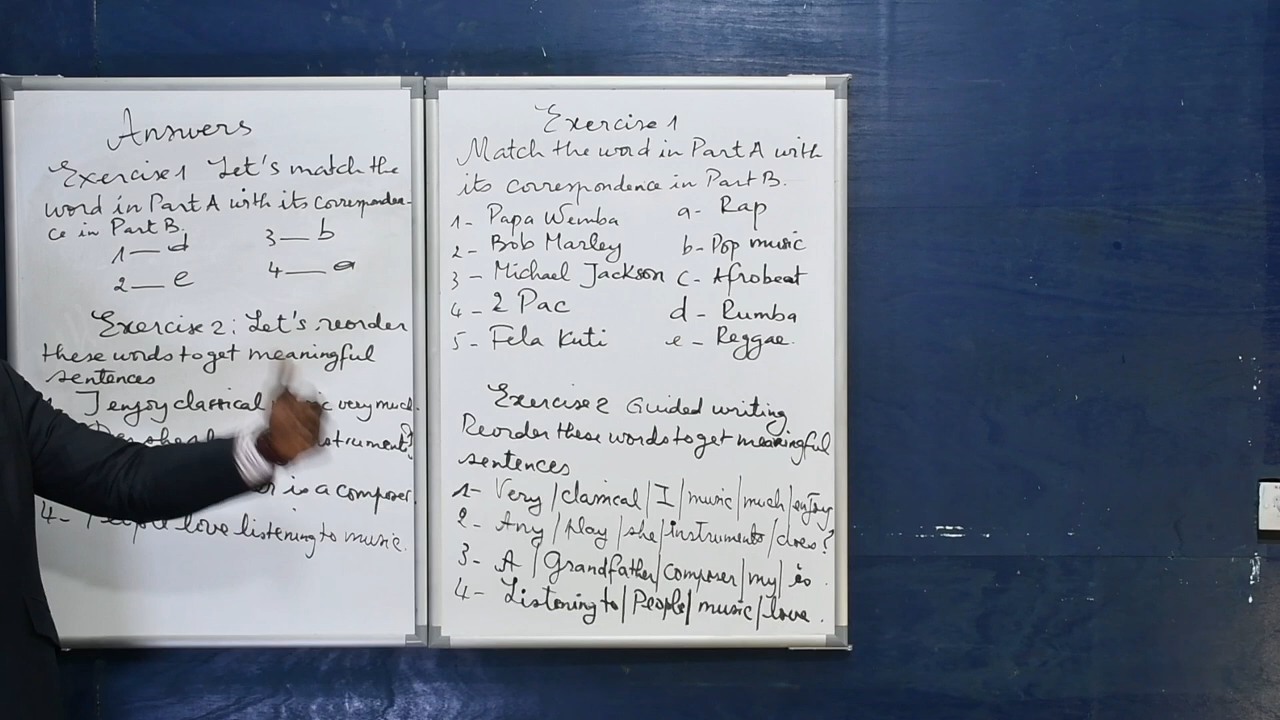 Answers
Exercise 1 Let's match the
word in Part A with its corresponden-
ce in Part B.
1 — d
3 — b
2 — e
4 — a
Exercise 2: Let's reorder
these words to get meaningful
sentences
1. I enjoy classical very much.
is a composer
4- People love listening to music.
Exercise 1
Match the word in Part A with
its correspondence in Part B.
1- Papa Wemba a- Rap
2- Bob Marley b- Pop music
3- Michael Jackson c- Afrobeat
4- 2 Pac d- Rumba
5- Fela Kuti e- Reggae.
Exercise 2 Guided writing
Reorder these words to get meaningful
sentences
1- Very / classical / I / music / much / enjoy
2- Any / play / she / instruments / does?
3- A / Grandfather / composer / my / is.
4- Listening to / People / music / love.